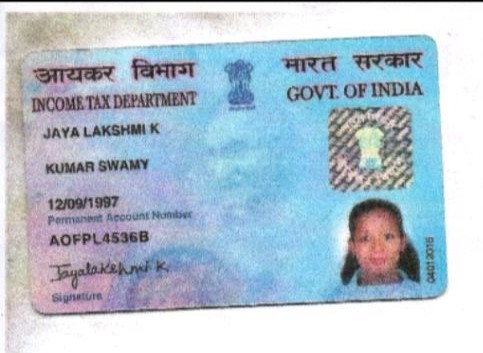 आयकर विभाग
भारत सरकार
INCOME TAX DEPARTMENT
GOVT. OF INDIA
JAYA LAKSHMI K
KUMAR SWAMY
12/09/1997
Permanent Account Number
AOFPL4536B
Jayalakshmi. K
Signature
04012016